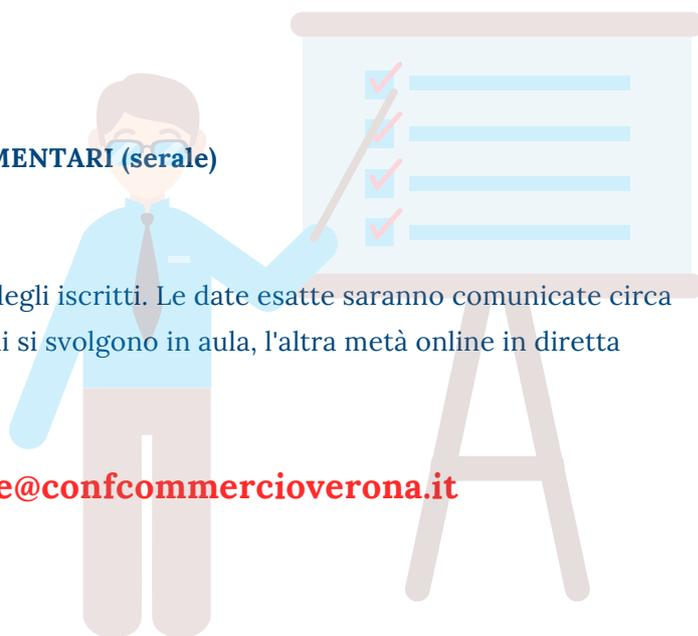 MENTARI (serale)
degli iscritti. Le date esatte saranno comunicate circa
i si svolgono in aula, l'altra metà online in diretta
e@confcommercioverona.it